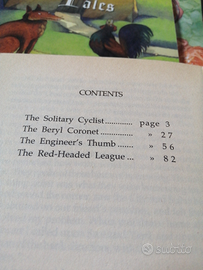 Tales
CONTENTS
The Solitary Cyclist............. page 3
The Beryl Coronet............... » 27
The Engineer's Thumb ...... » 56
The Red-Headed League ... » 82
subito